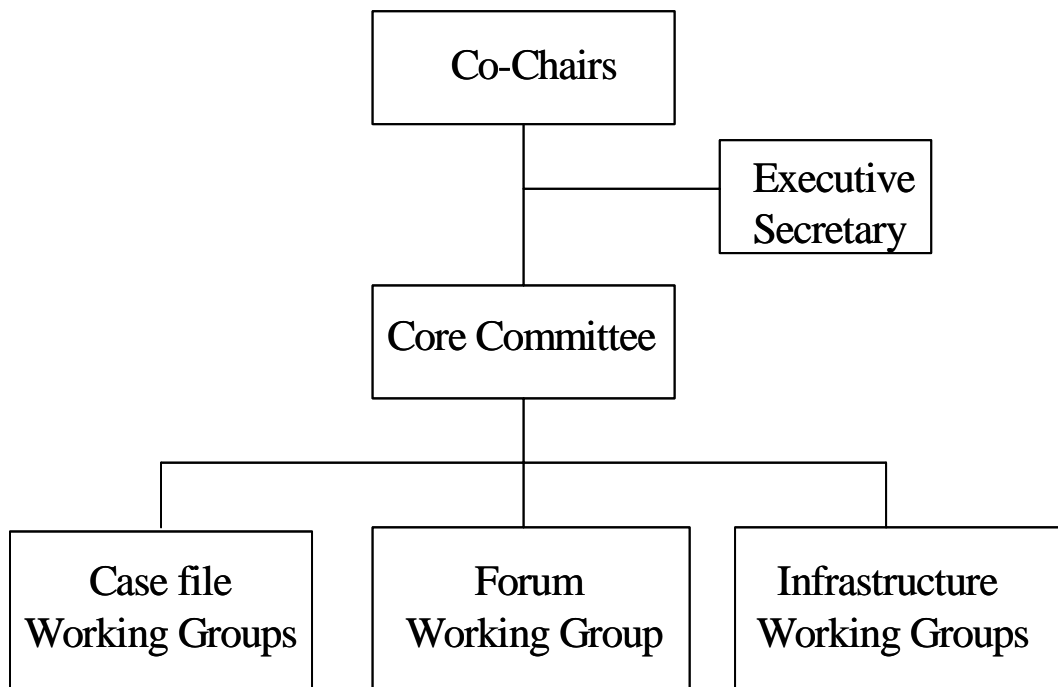 Co-Chairs
Executive
Secretary
Core Committee
Case file
Working Groups
Forum
Working Group
Infrastructure
Working Groups